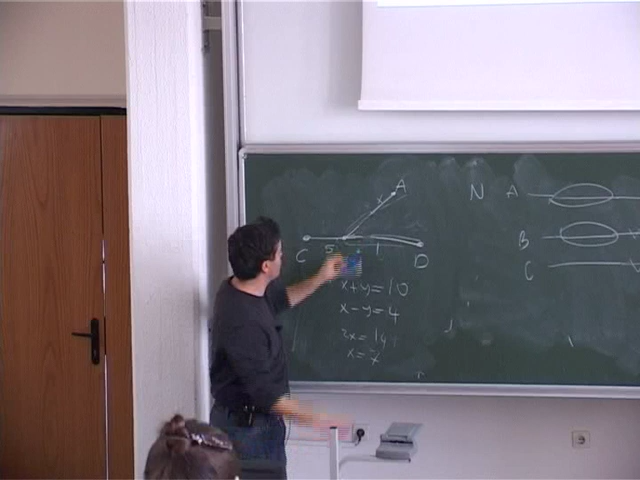 A
x
C 5 1 D
x+y=10
x-y=4
2x=14
x=7
N A
B
C